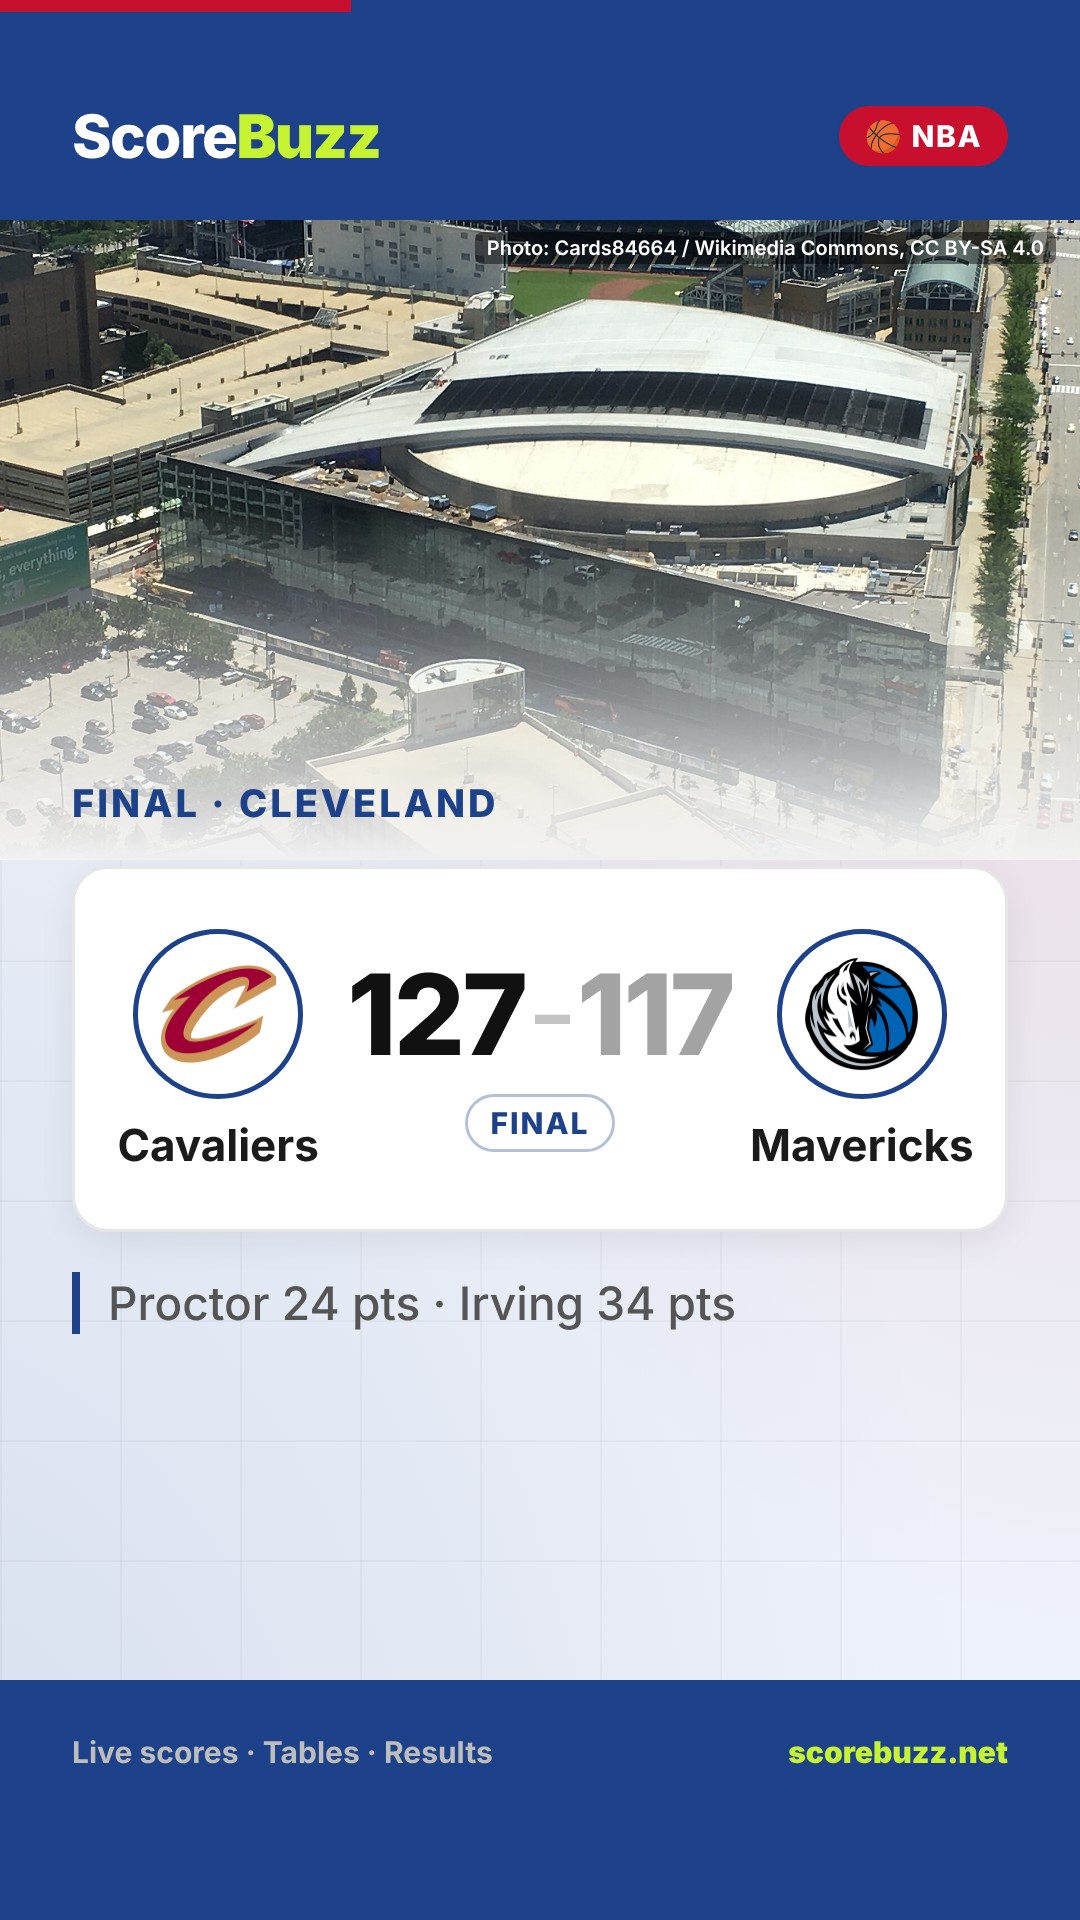 ScoreBuzz
🏀 NBA
Photo: Cards84664 / Wikimedia Commons, CC BY-SA 4.0
, everything.
FINAL · CLEVELAND
127-117
FINAL
Cavaliers
Mavericks
Proctor 24 pts · Irving 34 pts
Live scores · Tables · Results
scorebuzz.net